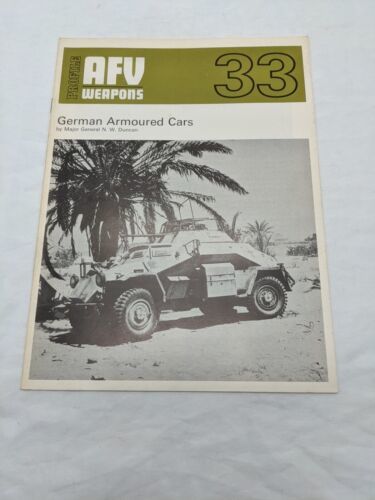 PROFILE
AFV
WEAPONS
33
German Armoured Cars
by Major General N. W. Duncan